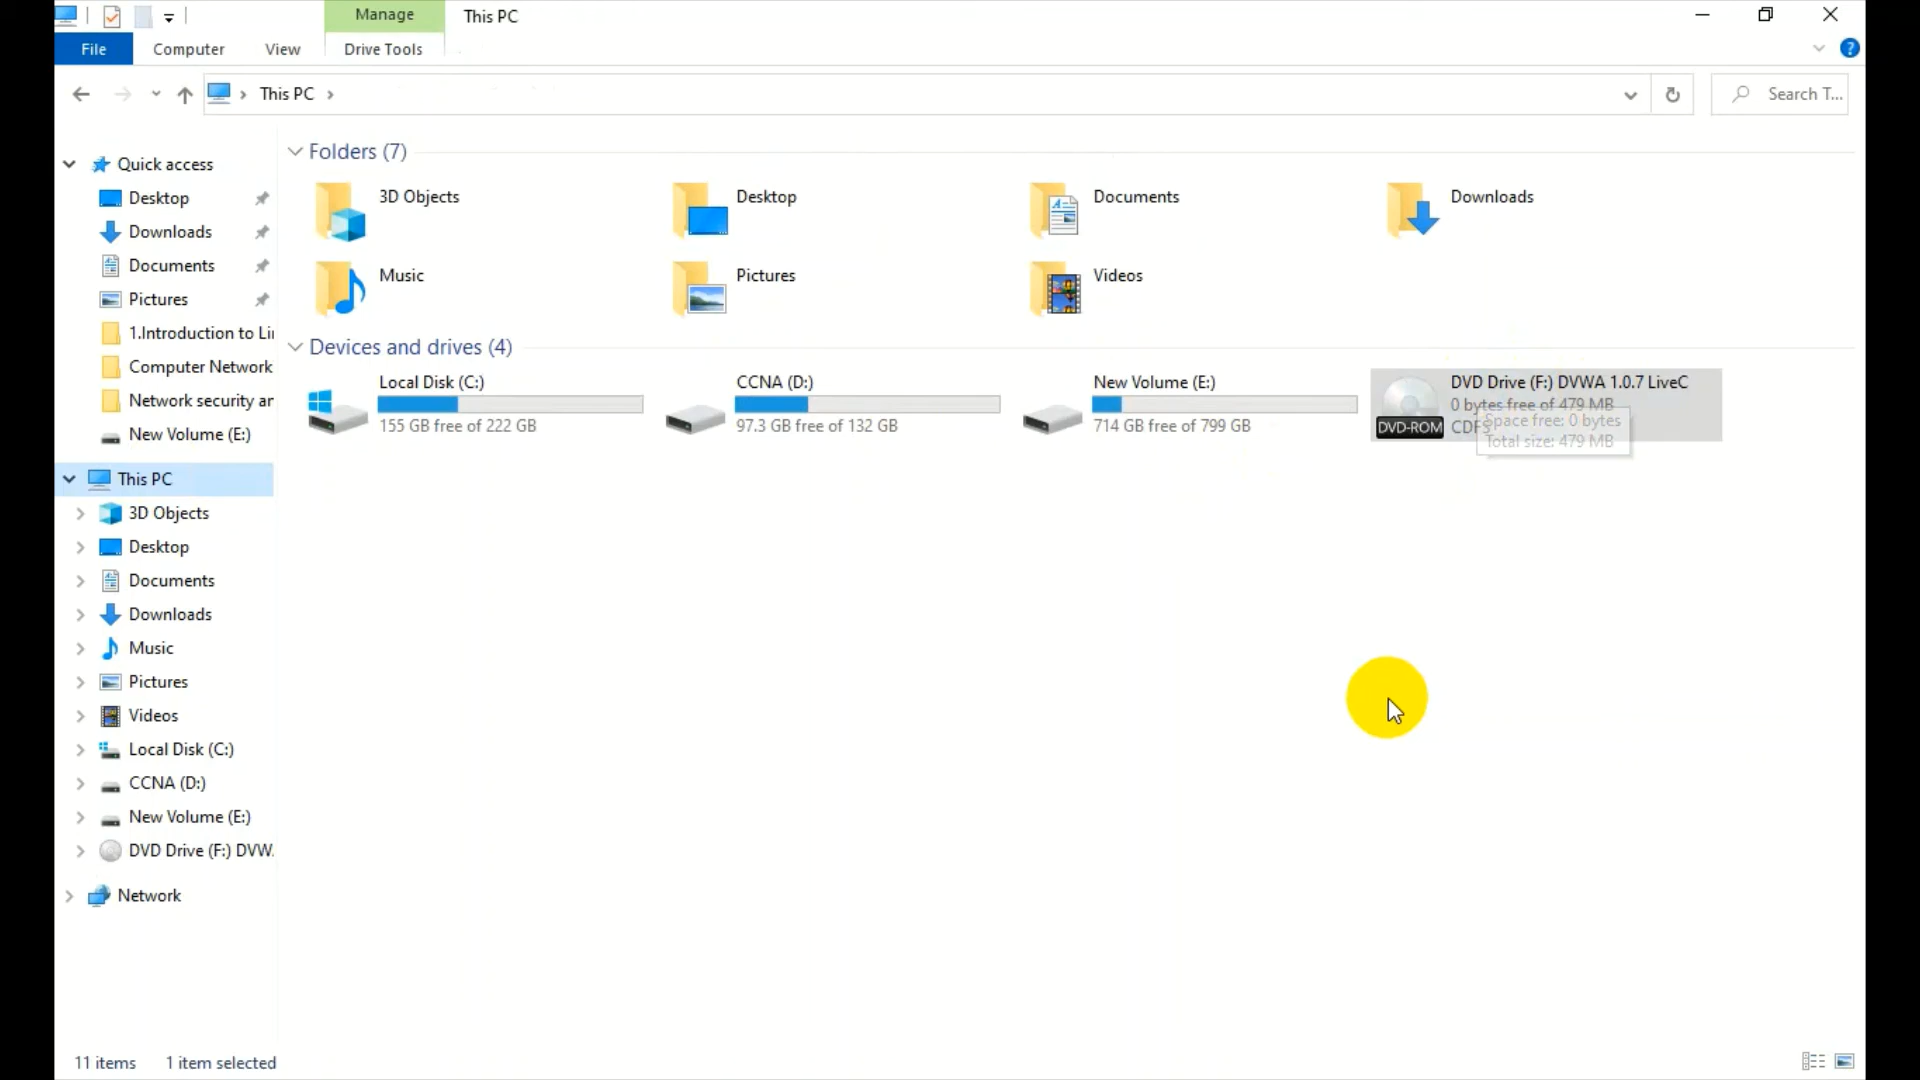 Manage
This PC
File
Computer
View
Drive Tools
This PC
Search T...
Quick access
Desktop
Downloads
Documents
Pictures
1.Introduction to Li
Computer Network
Network security ar
New Volume (E:)
This PC
3D Objects
Desktop
Documents
Downloads
Music
Pictures
Videos
Local Disk (C:)
CCNA (D:)
New Volume (E:)
DVD Drive (F:) DVW
Network
Folders (7)
3D Objects
Desktop
Documents
Downloads
Music
Pictures
Videos
Devices and drives (4)
Local Disk (C:)
155 GB free of 222 GB
CCNA (D:)
97.3 GB free of 132 GB
New Volume (E:)
714 GB free of 799 GB
DVD Drive (F:) DVWA 1.0.7 LiveC
0 bytes free of 479 MB
DVD-ROM
CDFS
Space free: 0 bytes
Total size: 479 MB
11 items
1 item selected